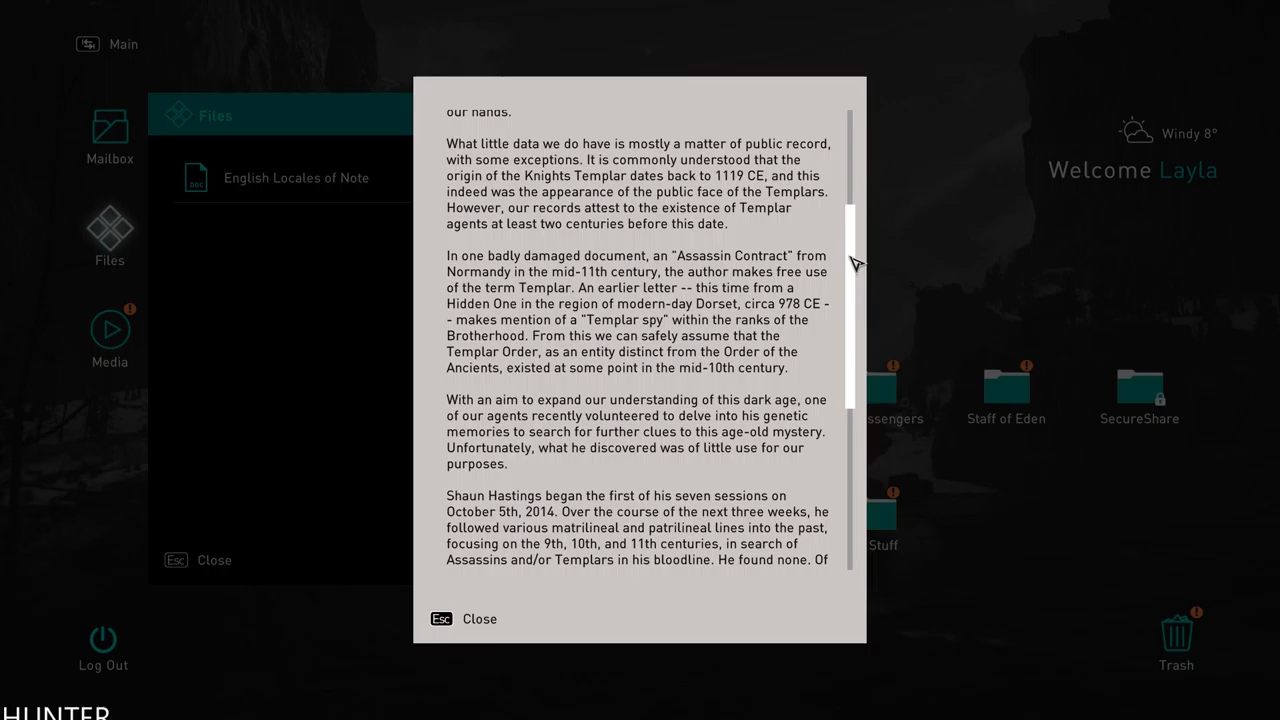 Main
Files
Mailbox
English Locales of Note
Files
Media
Esc Close
Log Out
our hands.
What little data we do have is mostly a matter of public record,
with some exceptions. It is commonly understood that the
origin of the Knights Templar dates back to 1119 CE, and this
indeed was the appearance of the public face of the Templars.
However, our records attest to the existence of Templar
agents at least two centuries before this date.
In one badly damaged document, an "Assassin Contract" from
Normandy in the mid-11th century, the author makes free use
of the term Templar. An earlier letter -- this time from a
Hidden One in the region of modern-day Dorset, circa 978 CE -
- makes mention of a "Templar spy" within the ranks of the
Brotherhood. From this we can safely assume that the
Templar Order, as an entity distinct from the Order of the
Ancients, existed at some point in the mid-10th century.
With an aim to expand our understanding of this dark age, one
of our agents recently volunteered to delve into his genetic
memories to search for further clues to this age-old mystery.
Unfortunately, what he discovered was of little use for our
purposes.
Shaun Hastings began the first of his seven sessions on
October 5th, 2014. Over the course of the next three weeks, he
followed various matrilineal and patrilineal lines into the past,
focusing on the 9th, 10th, and 11th centuries, in search of
Assassins and/or Templars in his bloodline. He found none. Of
Esc Close
Windy 8°
Welcome Layla
ssengers
Staff of Eden
SecureShare
Stuff
Trash
DOC
HUNTER